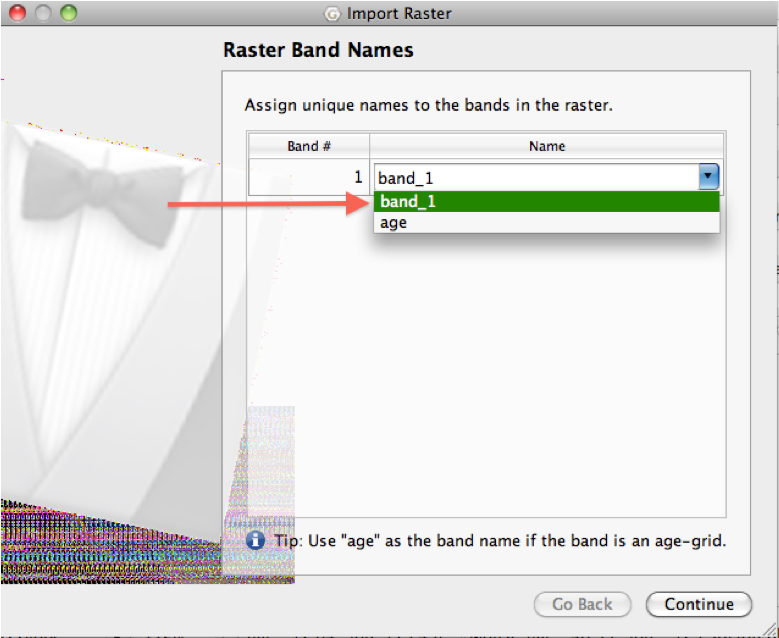 Import Raster
Raster Band Names
Assign unique names to the bands in the raster.
Band # Name
1 band_1
band_1
age
Tip: Use "age" as the band name if the band is an age-grid.
Go Back Continue